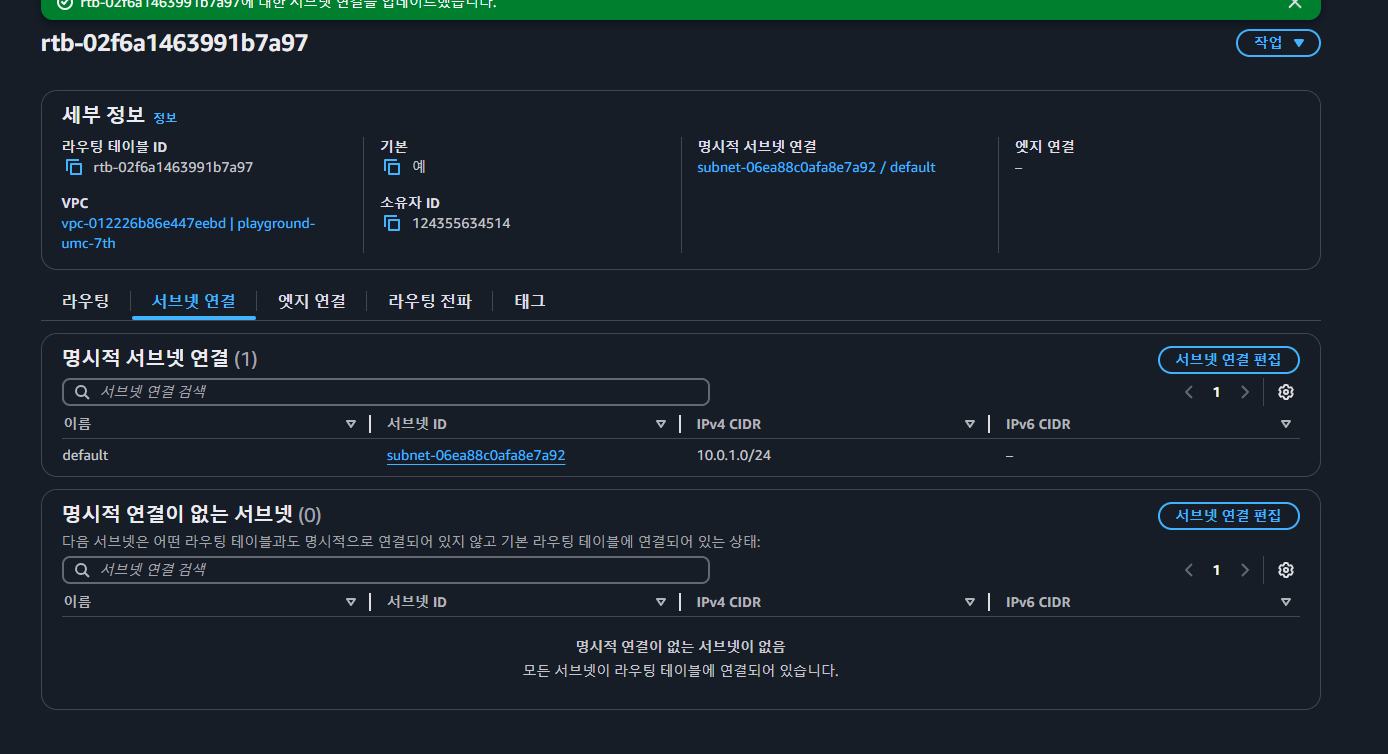 rtb-02f6a1463991b7a97에 대한 서브넷 연결을 업데이트했습니다.
rtb-02f6a1463991b7a97
작업
세부 정보 정보
라우팅 테이블 ID
rtb-02f6a1463991b7a97
기본
예
명시적 서브넷 연결
subnet-06ea88c0afa8e7a92 / default
엣지 연결
–
VPC
vpc-012226b86e447eebd | playground-
umc-7th
소유자 ID
124355634514
라우팅 서브넷 연결 엣지 연결 라우팅 전파 태그
명시적 서브넷 연결 (1)
서브넷 연결 편집
서브넷 연결 검색
1
이름 서브넷 ID IPv4 CIDR IPv6 CIDR
default subnet-06ea88c0afa8e7a92 10.0.1.0/24 –
명시적 연결이 없는 서브넷 (0)
서브넷 연결 편집
다음 서브넷은 어떤 라우팅 테이블과도 명시적으로 연결되어 있지 않고 기본 라우팅 테이블에 연결되어 있는 상태:
서브넷 연결 검색
1
이름 서브넷 ID IPv4 CIDR IPv6 CIDR
명시적 연결이 없는 서브넷이 없음
모든 서브넷이 라우팅 테이블에 연결되어 있습니다.